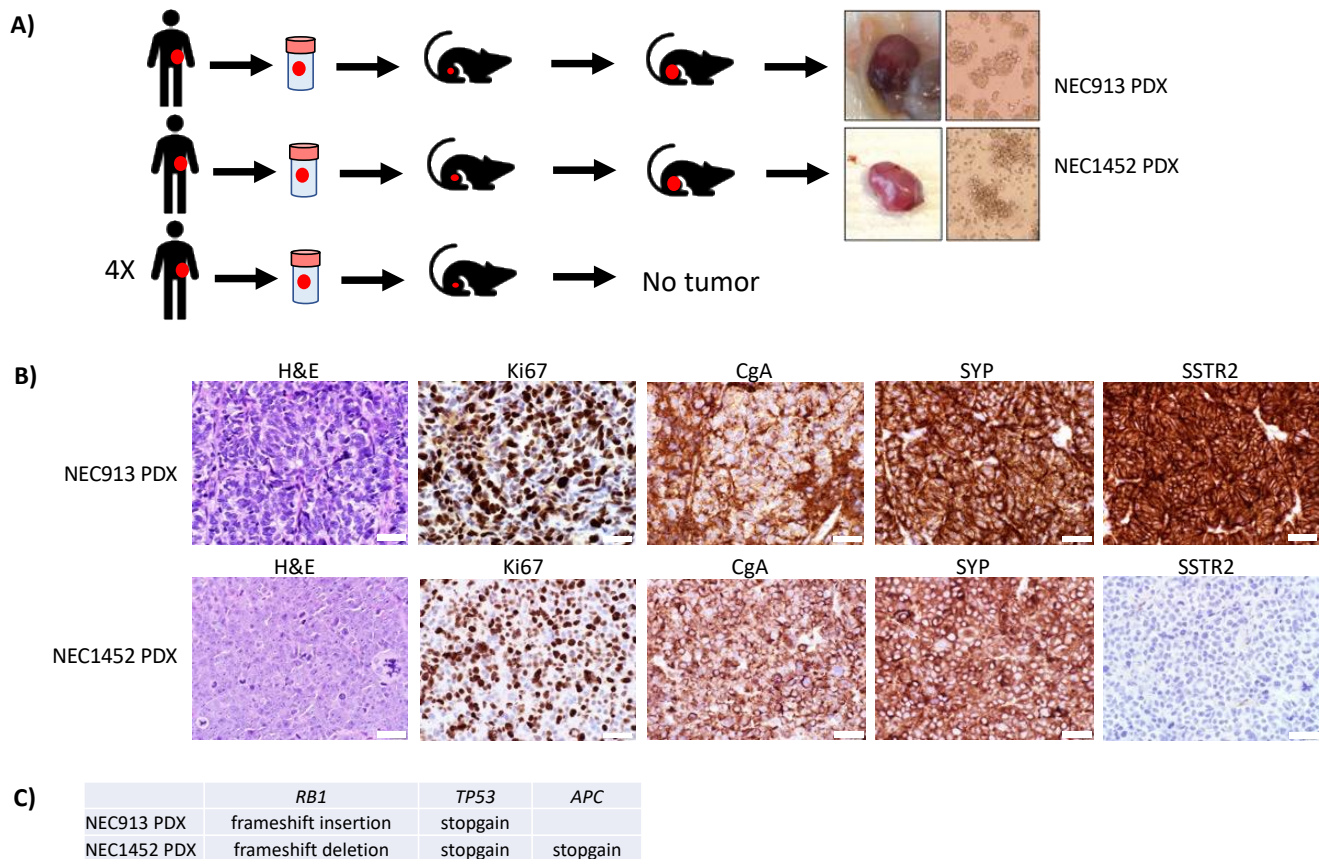 A)
NEC913 PDX
NEC1452 PDX
4X
No tumor
B)
H&E Ki67 CgA SYP SSTR2
NEC913 PDX
H&E Ki67 CgA SYP SSTR2
NEC1452 PDX
C)
RB1 TP53 APC
NEC913 PDX frameshift insertion stopgain
NEC1452 PDX frameshift deletion stopgain stopgain